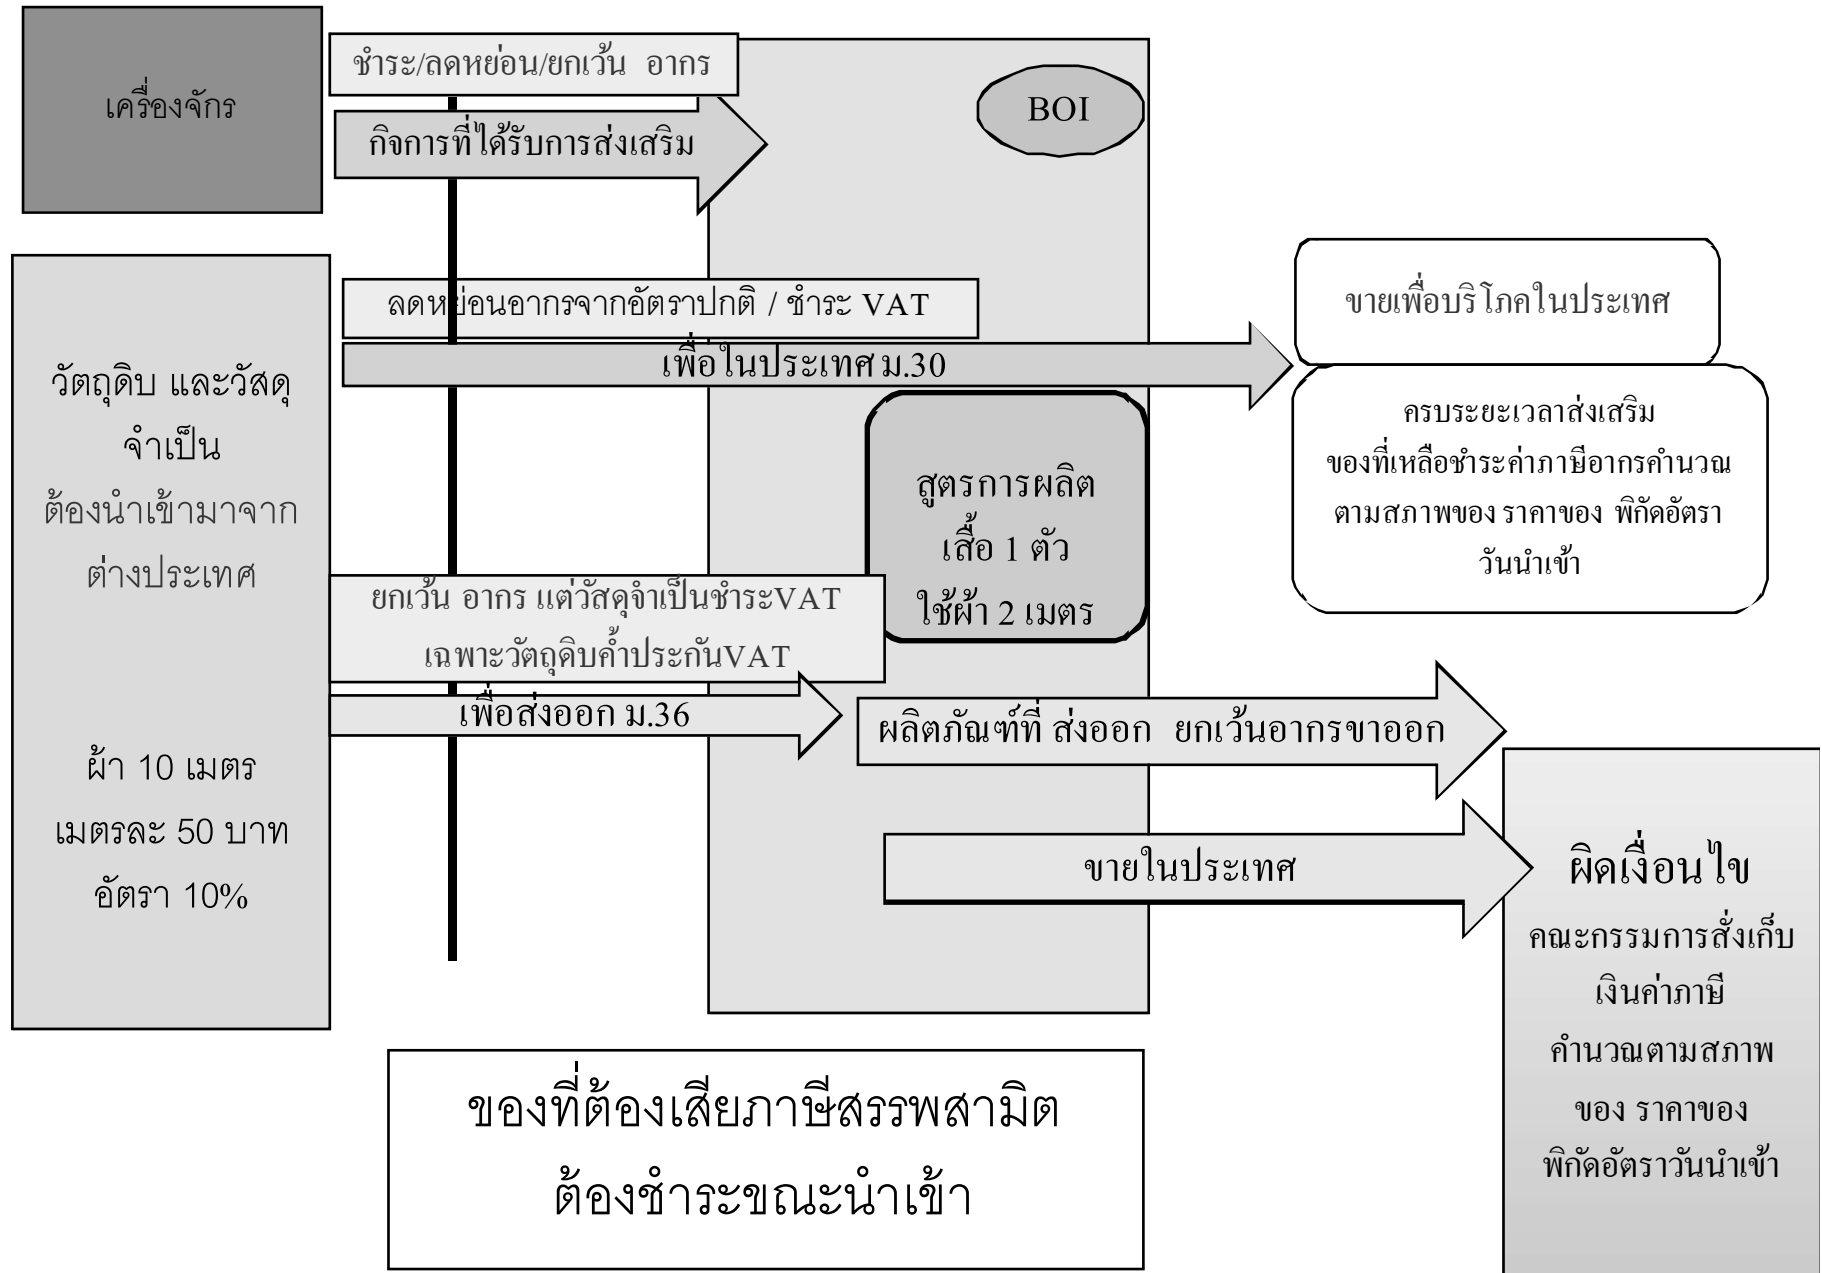 เครื่องจักร
ชำระ/ลดหย่อน/ยกเว้น อากร
กิจการที่ได้รับการส่งเสริม
BOI
วัตถุดิบ และวัสดุ
จำเป็น
ต้องนำเข้ามาจาก
ต่างประเทศ
ผ้า 10 เมตร
เมตรละ 50 บาท
อัตรา 10%
ลดหย่อนอากรจากอัตราปกติ / ชำระ VAT
เพื่อในประเทศ ม.30
ขายเพื่อบริโภคในประเทศ
ครบระยะเวลาส่งเสริม
ของที่เหลือชำระค่าภาษีอากรคำนวณ
ตามสภาพของ ราคาของ พิกัดอัตรา
วันนำเข้า
สูตรการผลิต
เสื้อ 1 ตัว
ใช้ผ้า 2 เมตร
ยกเว้น อากร แต่วัสดุจำเป็นชำระVAT
เฉพาะวัตถุดิบค้ำประกันVAT
เพื่อส่งออก ม.36
ผลิตภัณฑ์ที่ ส่งออก ยกเว้นอากรขาออก
ขายในประเทศ
ผิดเงื่อนไข
คณะกรรมการสั่งเก็บ
เงินค่าภาษี
คำนวณตามสภาพ
ของ ราคาของ
พิกัดอัตราวันนำเข้า
ของที่ต้องเสียภาษีสรรพสามิต
ต้องชำระขณะนำเข้า